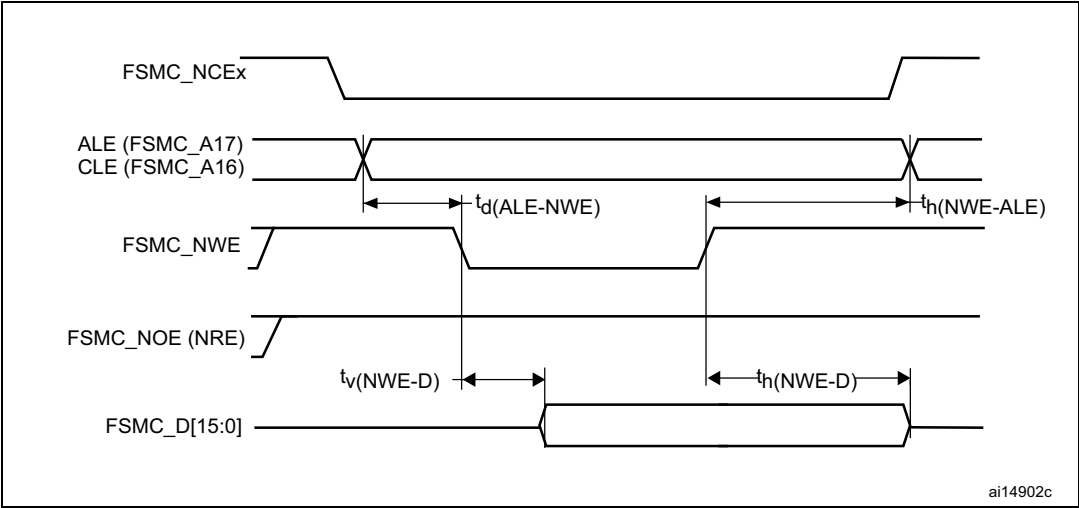 FSMC_NCEx
ALE (FSMC_A17)
CLE (FSMC_A16)
td(ALE-NWE)
th(NWE-ALE)
FSMC_NWE
FSMC_NOE (NRE)
tv(NWE-D)
th(NWE-D)
FSMC_D[15:0]
ai14902c